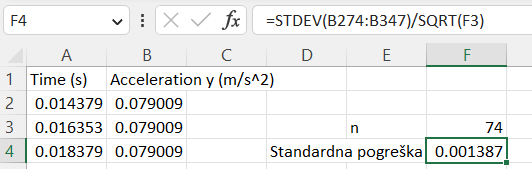 F4 fx =STDEV(B274:B347)/SQRT(F3)
A B C D E F
1 Time (s) Acceleration y (m/s^2)
2 0.014379 0.079009
3 0.016353 0.079009 n 74
4 0.018379 0.079009 Standardna pogreška 0.001387